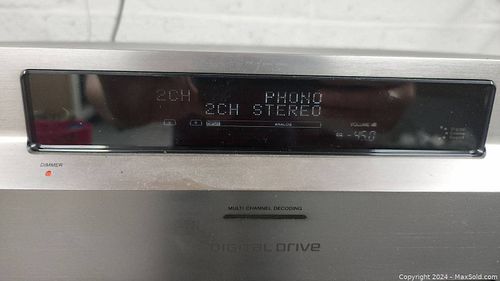 2CH PHONO
2CH STEREO
ANALOG
VOLUME dB
-45.0
DIMMER
MULTI CHANNEL DECODING
DIGITAL DRIVE
Copyright 2024 - MaxSold.com